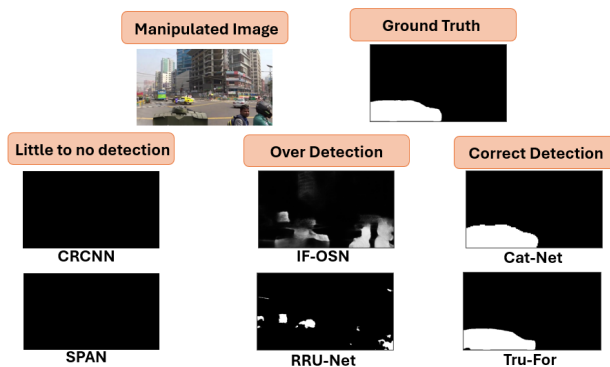 Manipulated Image
Ground Truth
Little to no detection
Over Detection
Correct Detection
CRCNN
IF-OSN
Cat-Net
SPAN
RRU-Net
Tru-For